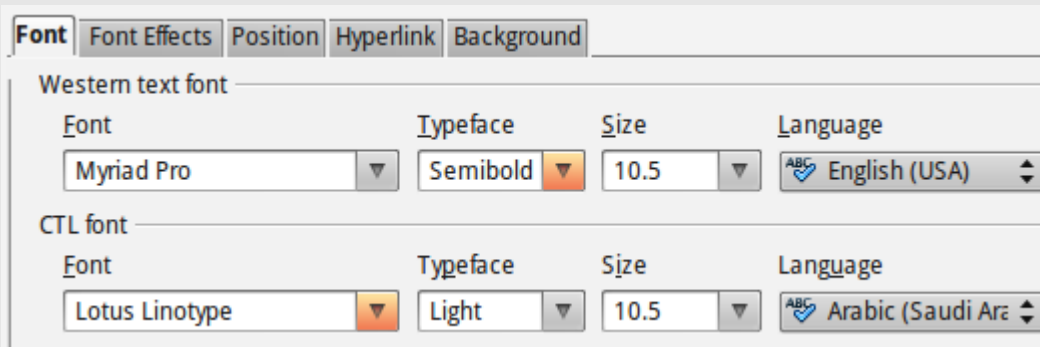 Font Font Effects Position Hyperlink Background
Western text font
Font Typeface Size Language
Myriad Pro Semibold 10.5 English (USA)
CTL font
Font Typeface Size Language
Lotus Linotype Light 10.5 Arabic (Saudi Ara